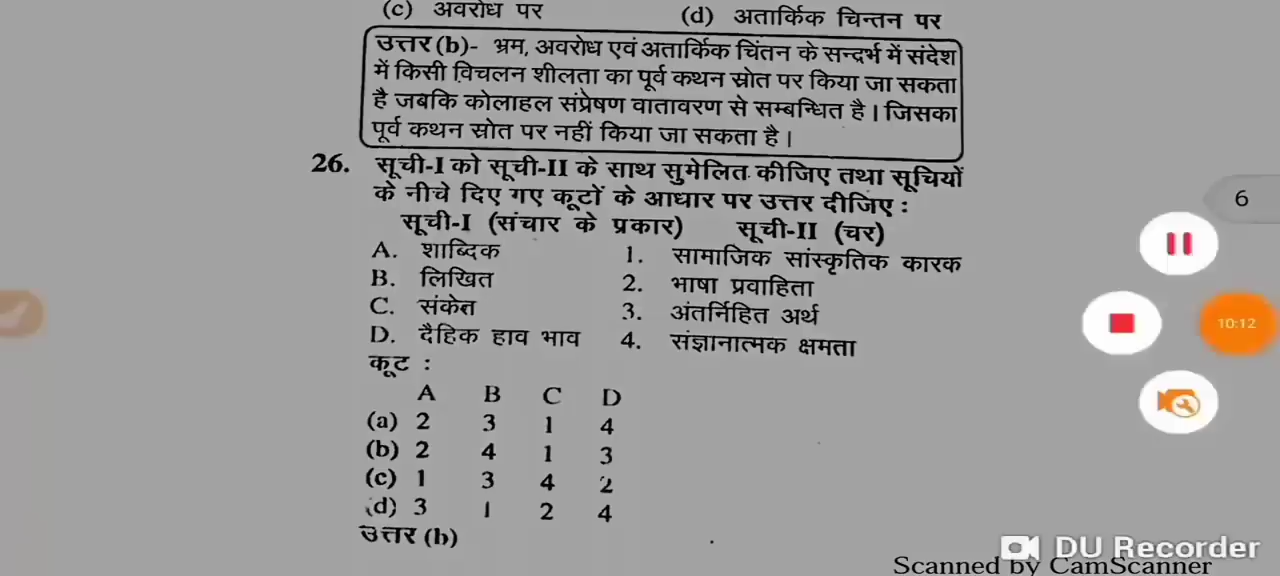 (c) अवरोध पर (d) अतार्किक चिन्तन पर
उत्तर (b)- भ्रम, अवरोध एवं अतार्किक चिंतन के सन्दर्भ में संदेश
में किसी विचलन शीलता का पूर्व कथन स्रोत पर किया जा सकता
है जबकि कोलाहल संप्रेषण वातावरण से सम्बन्धित है। जिसका
पूर्व कथन स्रोत पर नहीं किया जा सकता है।
26. सूची-I को सूची-II के साथ सुमेलित कीजिए तथा सूचियों
के नीचे दिए गए कूटों के आधार पर उत्तर दीजिए :
सूची-I (संचार के प्रकार) सूची-II (चर)
A. शाब्दिक 1. सामाजिक सांस्कृतिक कारक
B. लिखित 2. भाषा प्रवाहिता
C. संकेत 3. अंतर्निहित अर्थ
D. दैहिक हाव भाव 4. संज्ञानात्मक क्षमता
कूट :
A B C D
(a) 2 3 1 4
(b) 2 4 1 3
(c) 1 3 4 2
(d) 3 1 2 4
उत्तर (b)
6
10:12
DU Recorder
Scanned by CamScanner